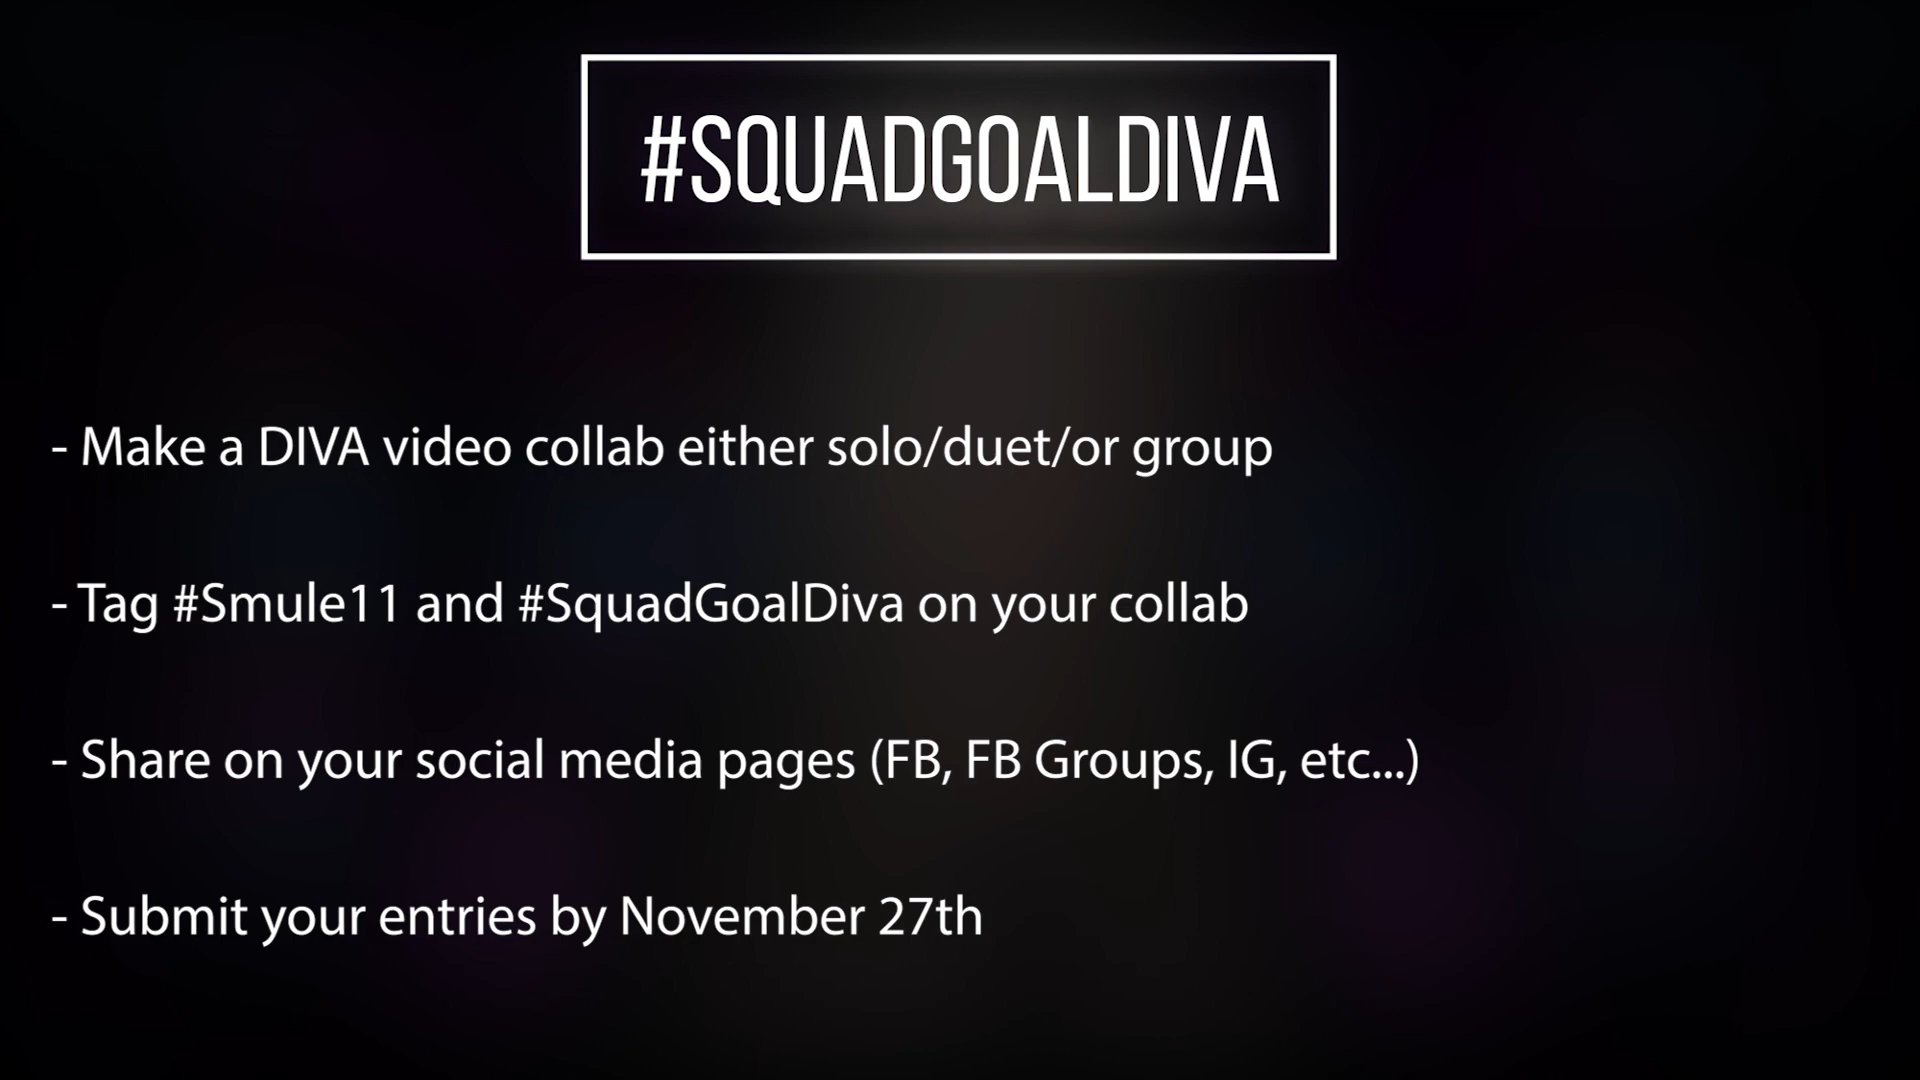 #SQUADGOALDIVA
- Make a DIVA video collab either solo/duet/or group
- Tag #Smule11 and #SquadGoalDiva on your collab
- Share on your social media pages (FB, FB Groups, IG, etc...)
- Submit your entries by November 27th